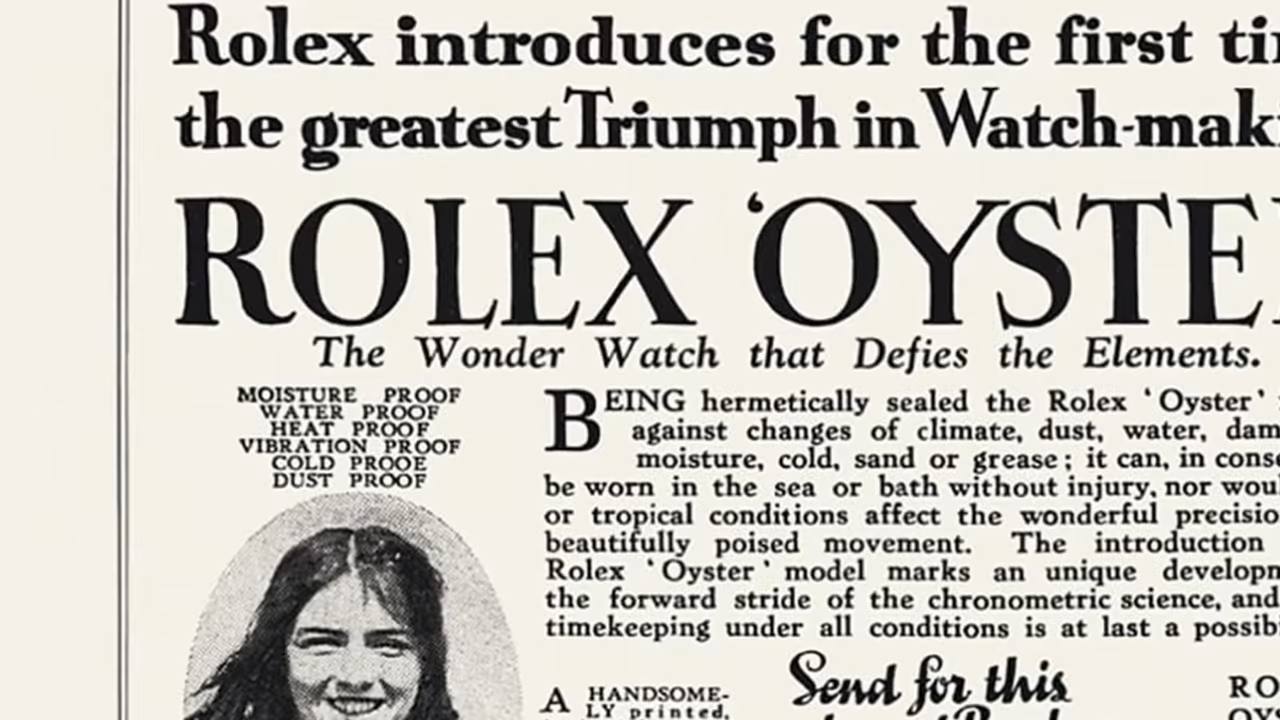 Rolex introduces for the first
the greatest Triumph in Watch-mak
ROLEX ‘OYSTE
The Wonder Watch that Defies the Elements.
MOISTURE PROOF
WATER PROOF
HEAT PROOF
VIBRATION PROOF
COLD PROOF
DUST PROOF
BEING hermetically sealed the Rolex ‘Oyster’
against changes of climate, dust, water, dam
moisture, cold, sand or grease; it can, in cons
be worn in the sea or bath without injury, nor wou
or tropical conditions affect the wonderful precisio
beautifully poised movement. The introduction
Rolex ‘Oyster’ model marks an unique developm
the forward stride of the chronometric science, and
timekeeping under all conditions is at last a possib
Send for this
A HANDSOME-
LY printed,
RO